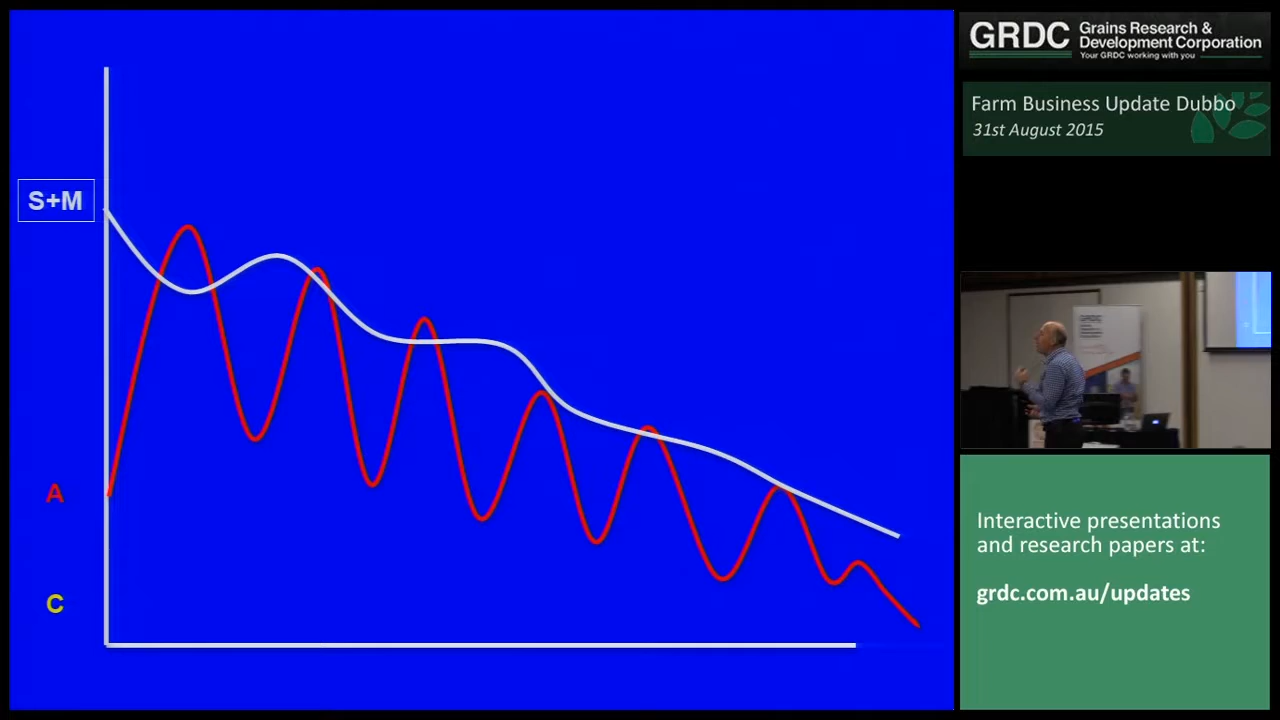 S+M
A
C
GRDC
Grains Research &
Development Corporation
Your GRDC working with you
Farm Business Update Dubbo
31st August 2015
Interactive presentations
and research papers at:
grdc.com.au/updates